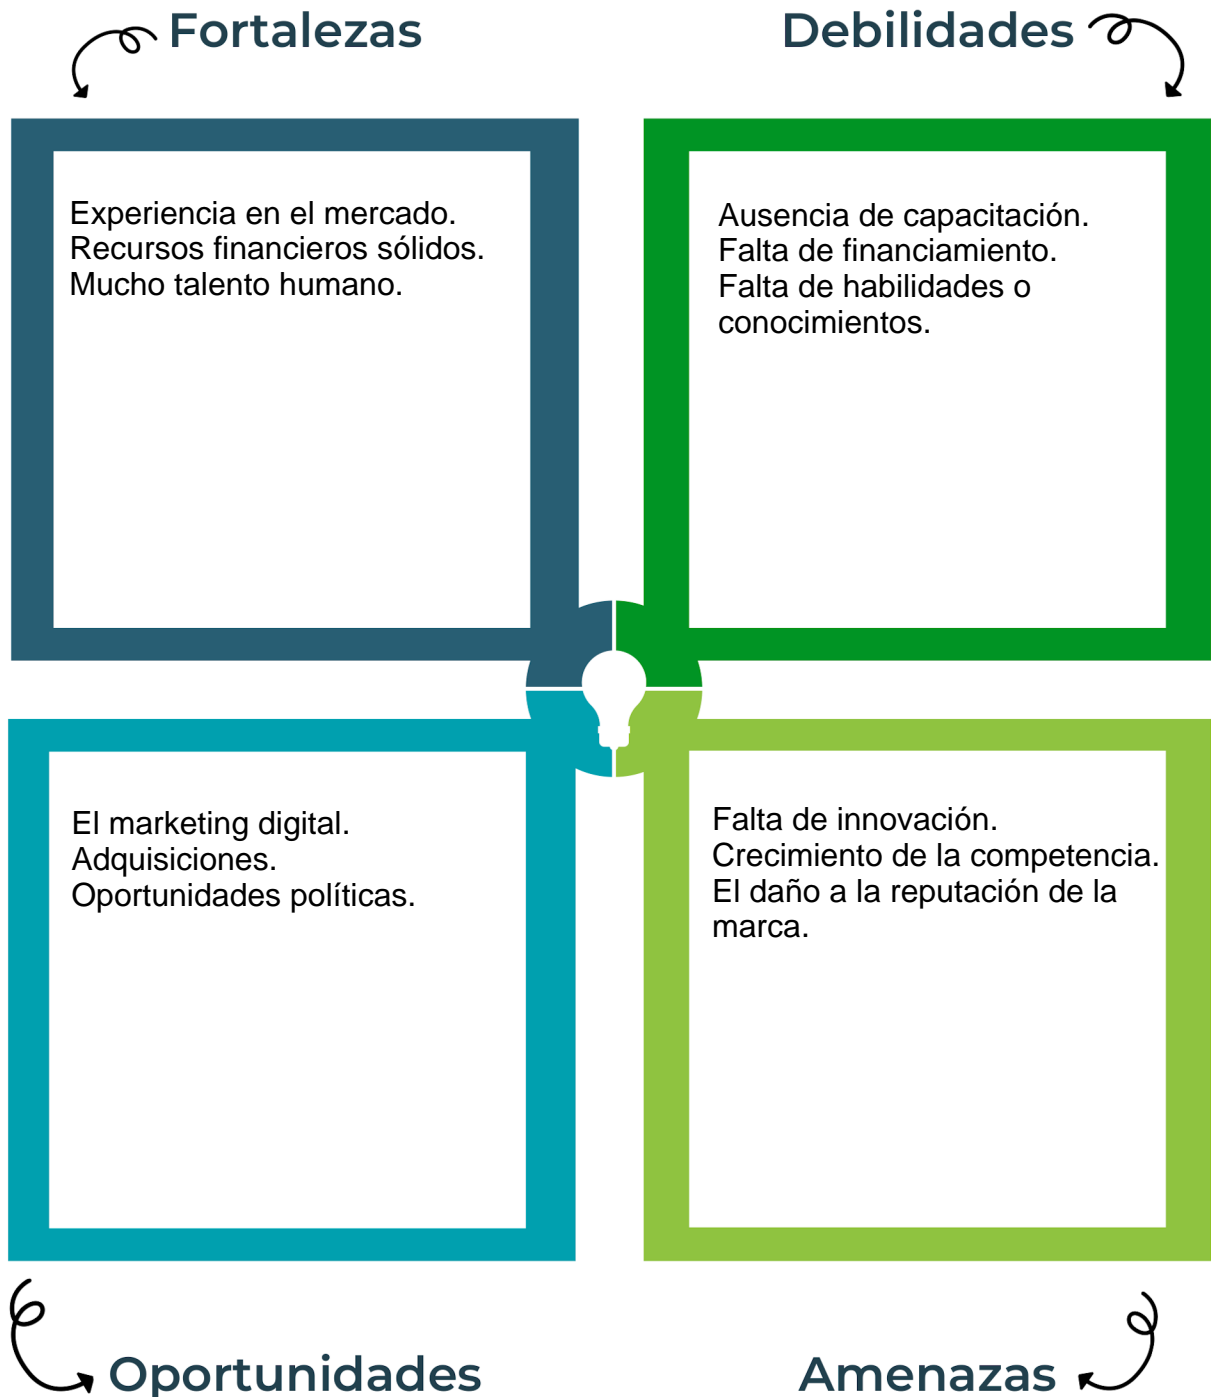 Fortalezas
Experiencia en el mercado.
Recursos financieros sólidos.
Mucho talento humano.
Debilidades
Ausencia de capacitación.
Falta de financiamiento.
Falta de habilidades o
conocimientos.
El marketing digital.
Adquisiciones.
Oportunidades políticas.
Oportunidades
Falta de innovación.
Crecimiento de la competencia.
El daño a la reputación de la
marca.
Amenazas